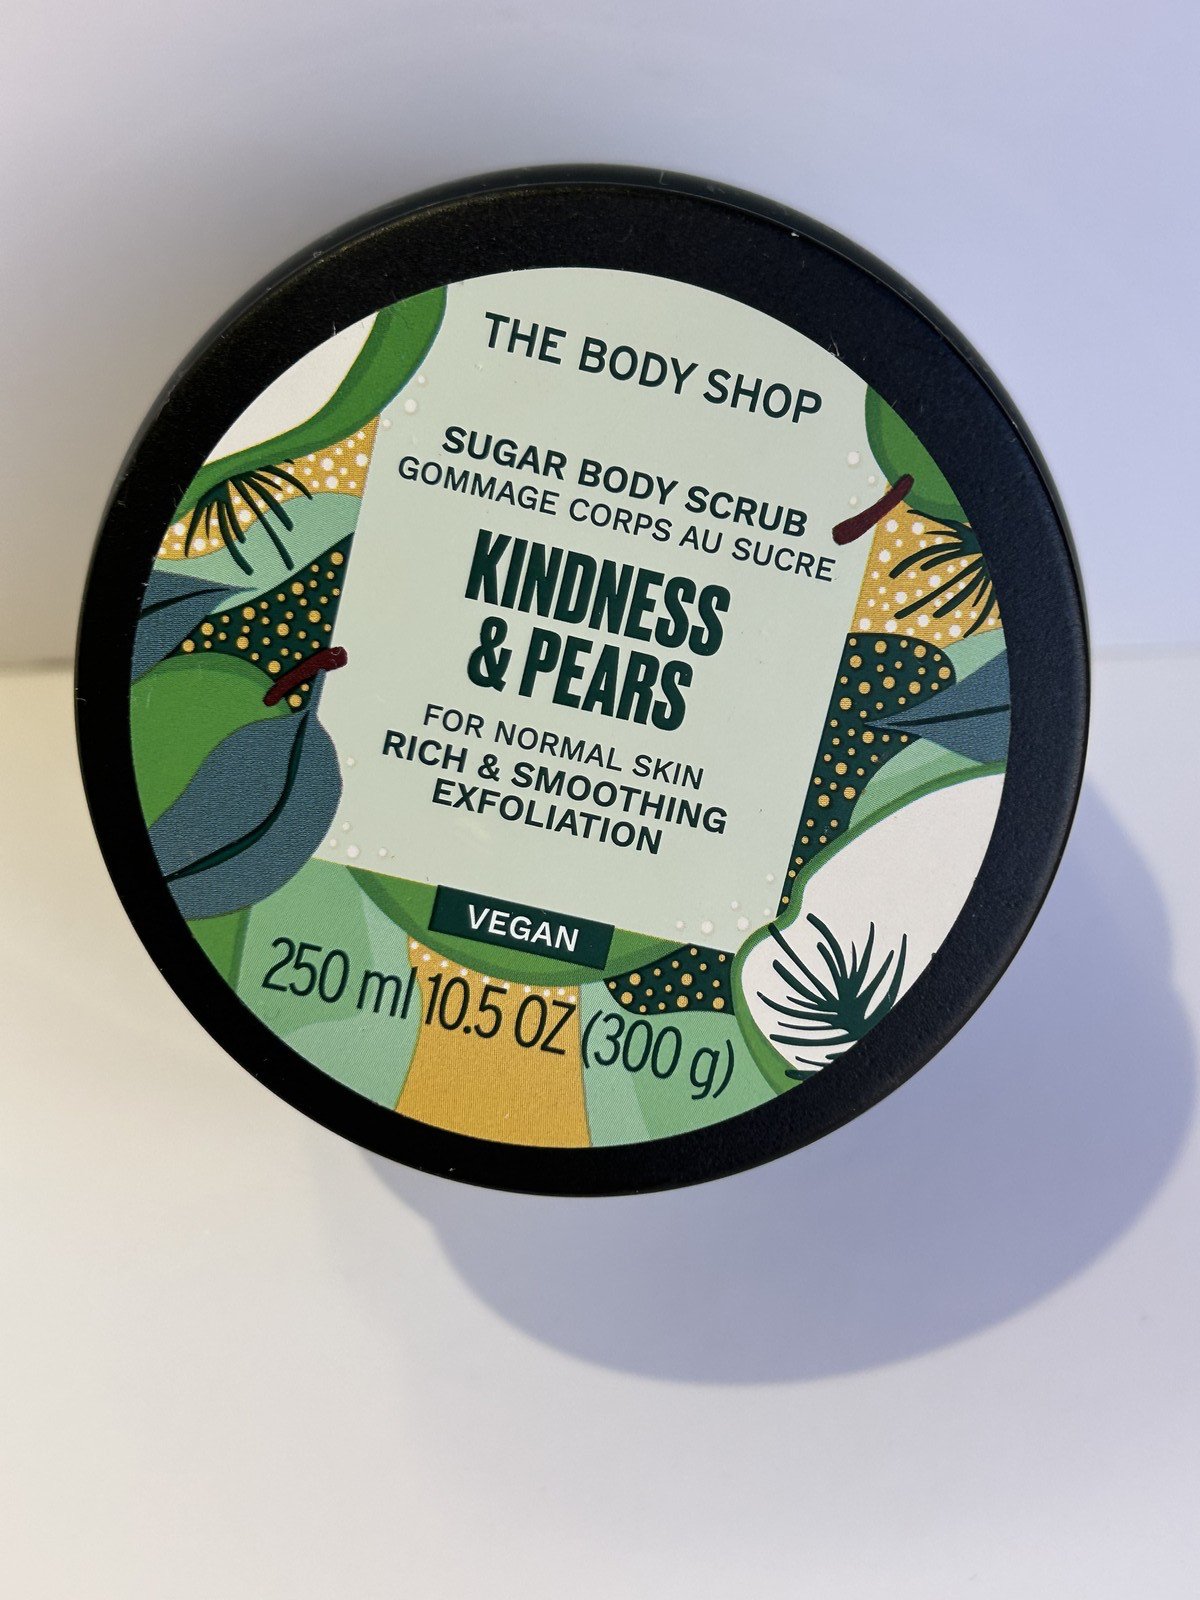 THE BODY SHOP
SUGAR BODY SCRUB
GOMMAGE CORPS AU SUCRE
KINDNESS
& PEARS
FOR NORMAL SKIN
RICH & SMOOTHING
EXFOLIATION
VEGAN
250 ml 10.5 OZ (300 g)